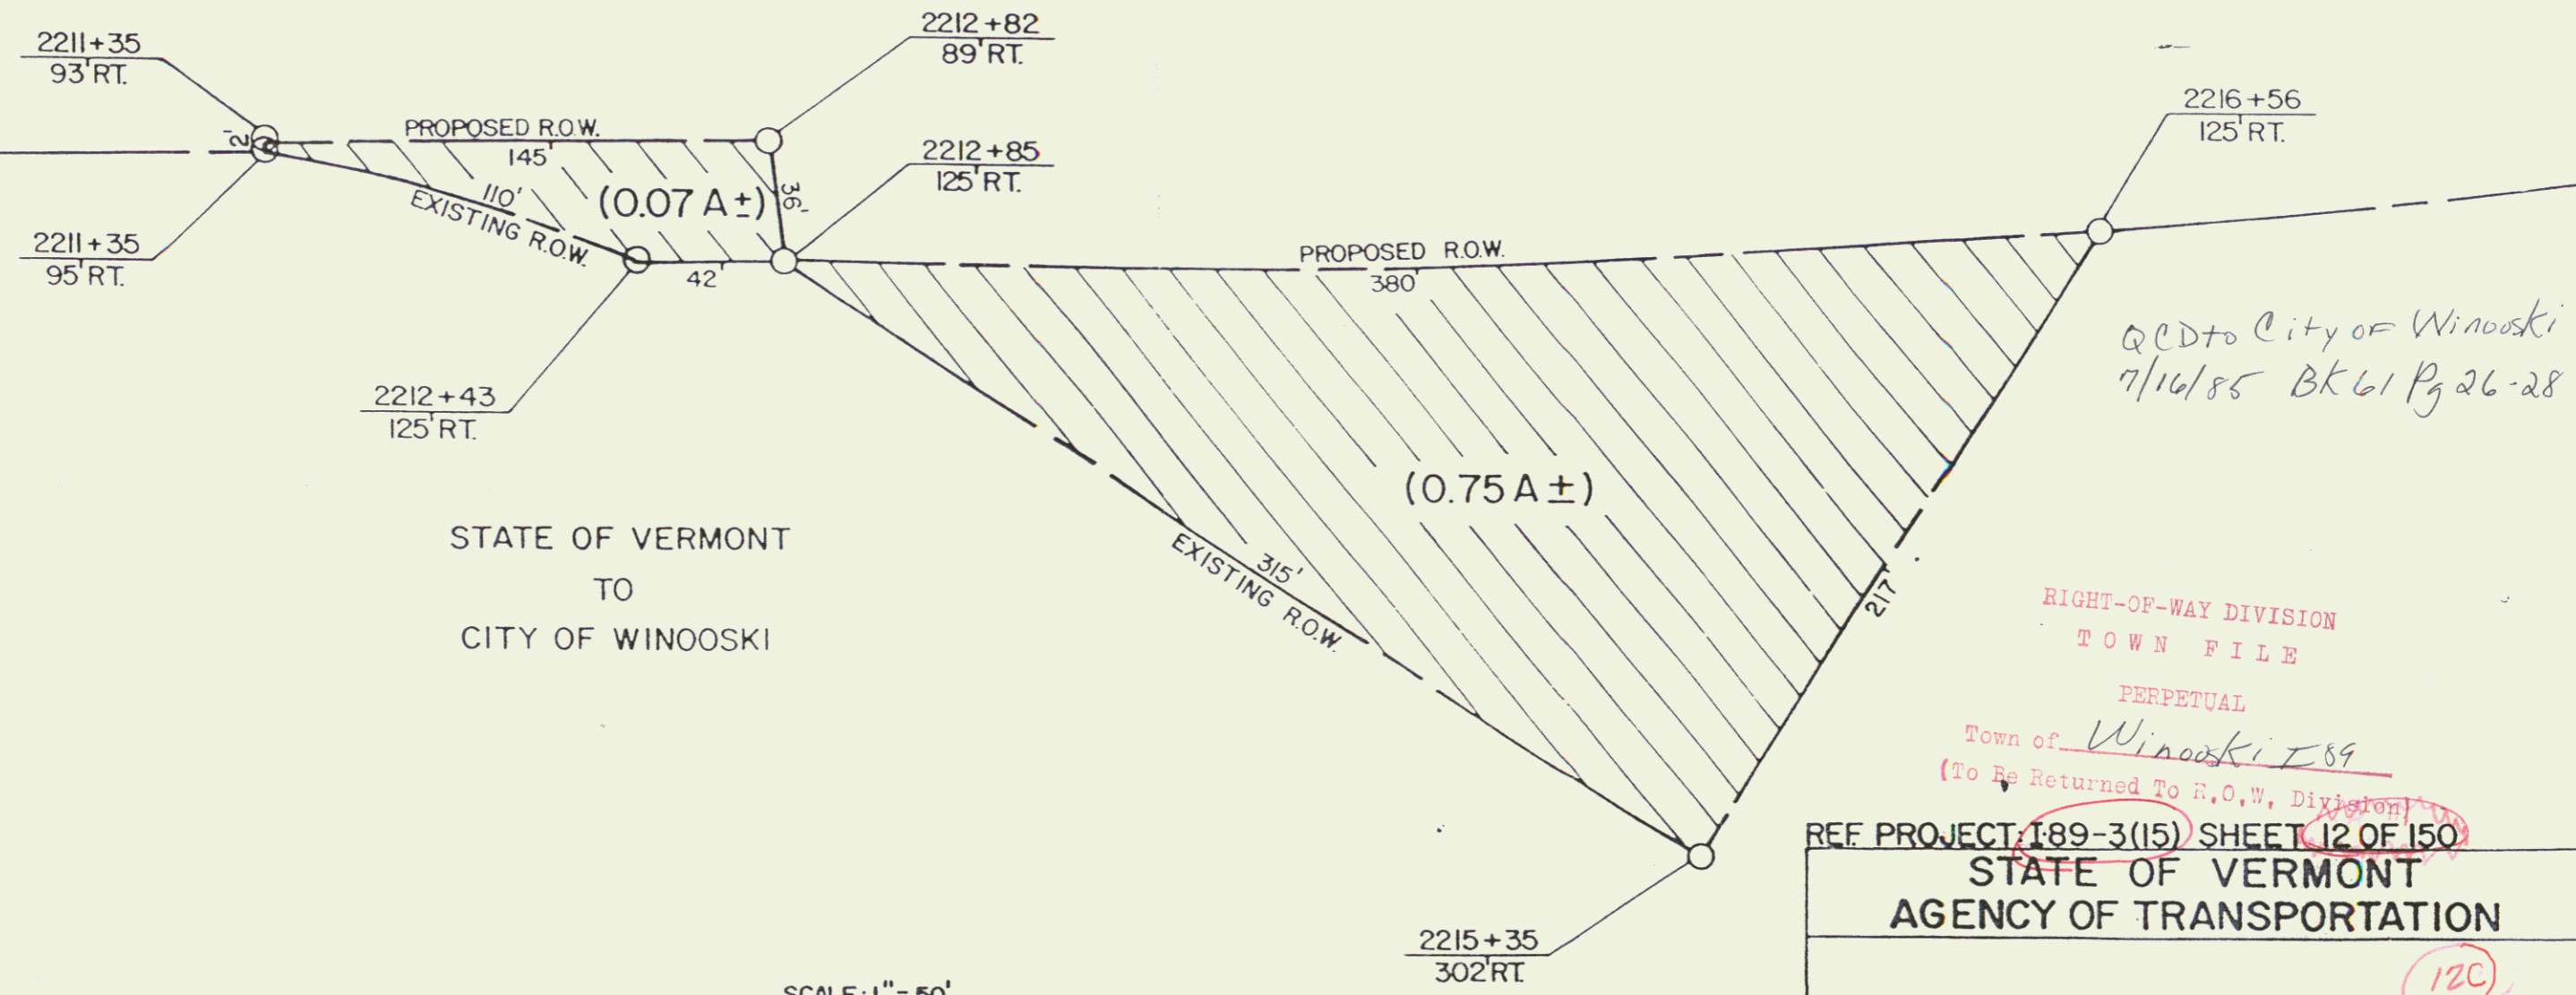 2211+35
93' RT.
2212+82
89' RT.
2216+56
125' RT.
2'
PROPOSED R.O.W.
145'
2212+85
125' RT.
110'
EXISTING R.O.W.
(0.07 A ±)
36'
2211+35
95' RT.
42'
PROPOSED R.O.W.
380'
QCD to City of Winooski
7/16/85 BK 61 Pg 26-28
2212+43
125' RT.
(0.75 A ±)
STATE OF VERMONT
TO
CITY OF WINOOSKI
315'
EXISTING R.O.W.
217'
RIGHT-OF-WAY DIVISION
TOWN FILE
PERPETUAL
Town of Winooski I 89
(To Be Returned To R.O.W. Division)
REF. PROJECT: I-89-3(15) SHEET 12 OF 150
STATE OF VERMONT
AGENCY OF TRANSPORTATION
2215+35
302' RT.
12C
SCALE: 1"=50'